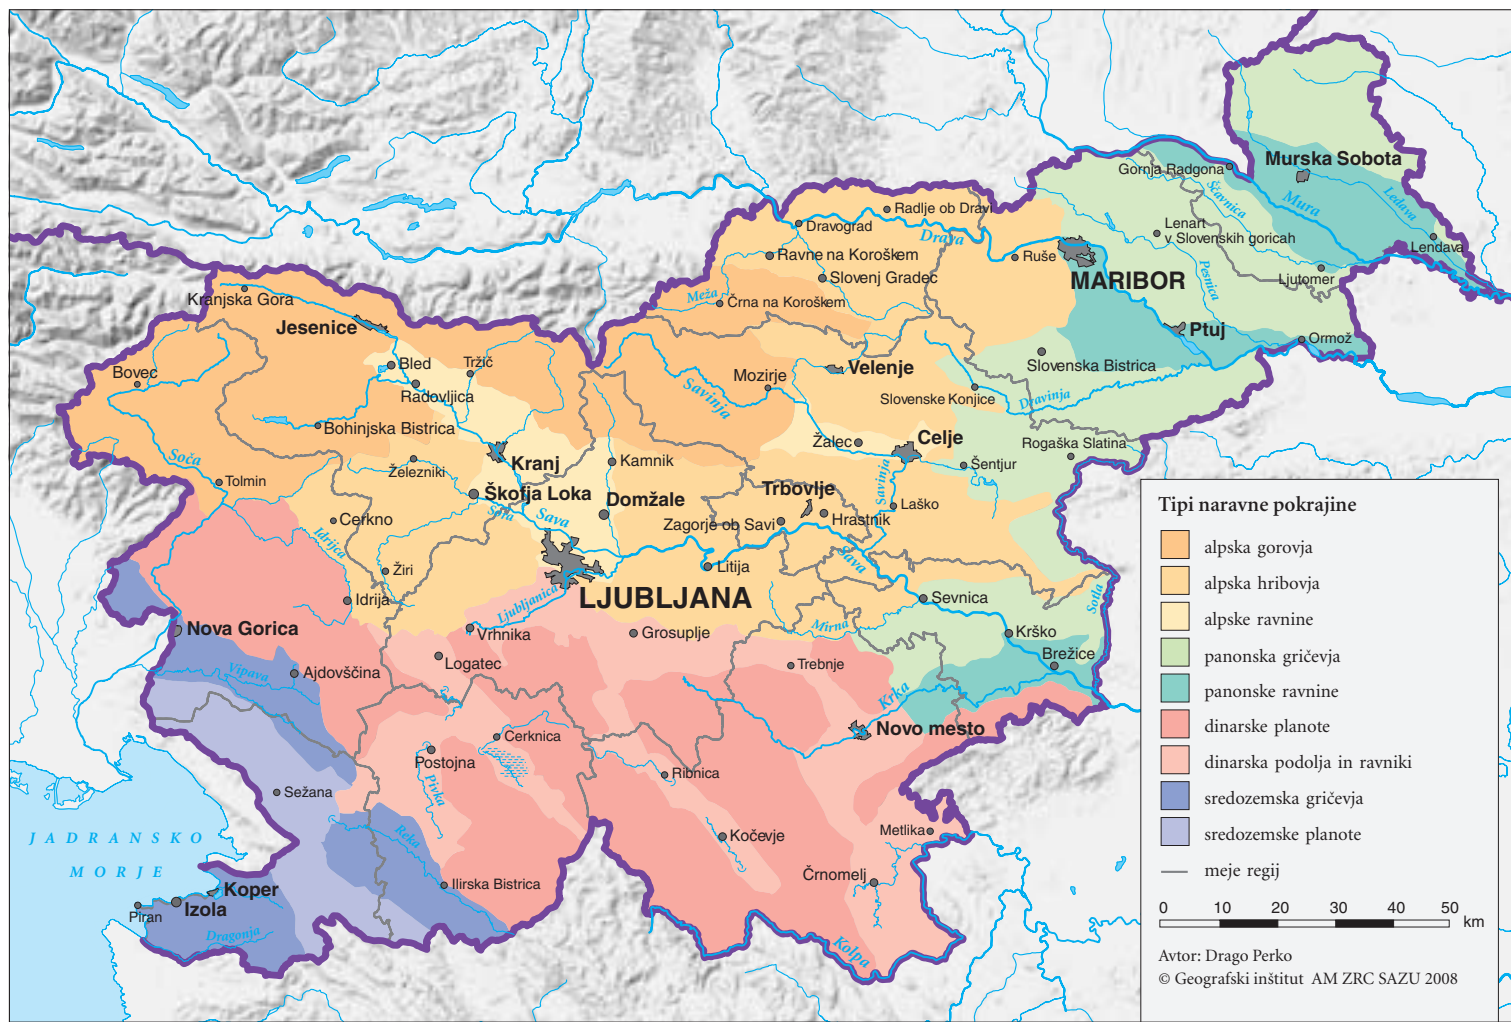 Murska Sobota
Gornja Radgona
Ščavnica
Mura
Ledava
Radlje ob Dravi
Dravograd
Drava
Lenart
v Slovenskih goricah
Lendava
Ravne na Koroškem
Ruše
Slovenj Gradec
Pesnica
Ljutomer
MARIBOR
Kranjska Gora
Meža
Črna na Koroškem
Jesenice
Ptuj
Ormož
Bled
Tržič
Bovec
Velenje
Slovenska Bistrica
Mozirje
Radovljica
Savinja
Slovenske Konjice
Dravinja
Bohinjska Bistrica
Žalec
Celje
Rogaška Slatina
Soča
Kranj
Kamnik
Železniki
Šentjur
Tolmin
Savinja
Škofja Loka
Domžale
Trbovlje
Laško
Sora
Sava
Cerkno
Zagorje ob Savi
Hrastnik
Idrijca
Žiri
Litija
Sava
Idrija
LJUBLJANA
Ljubljanica
Sevnica
Sotla
Nova Gorica
Vrhnika
Grosuplje
Mirna
Krško
Logatec
Brežice
Vipava
Ajdovščina
Trebnje
Krka
Novo mesto
Cerknica
Postojna
Ribnica
Pivka
Sežana
JADRANSKO
MORJE
Reka
Kočevje
Metlika
Črnomelj
Ilirska Bistrica
Koper
Izola
Piran
Dragonja
Kolpa
Tipi naravne pokrajine
alpska gorovja
alpska hribovja
alpske ravnine
panonska gričevja
panonske ravnine
dinarske planote
dinarska podolja in ravniki
sredozemska gričevja
sredozemske planote
meje regij
0 10 20 30 40 50 km
Avtor: Drago Perko
© Geografski inštitut AM ZRC SAZU 2008